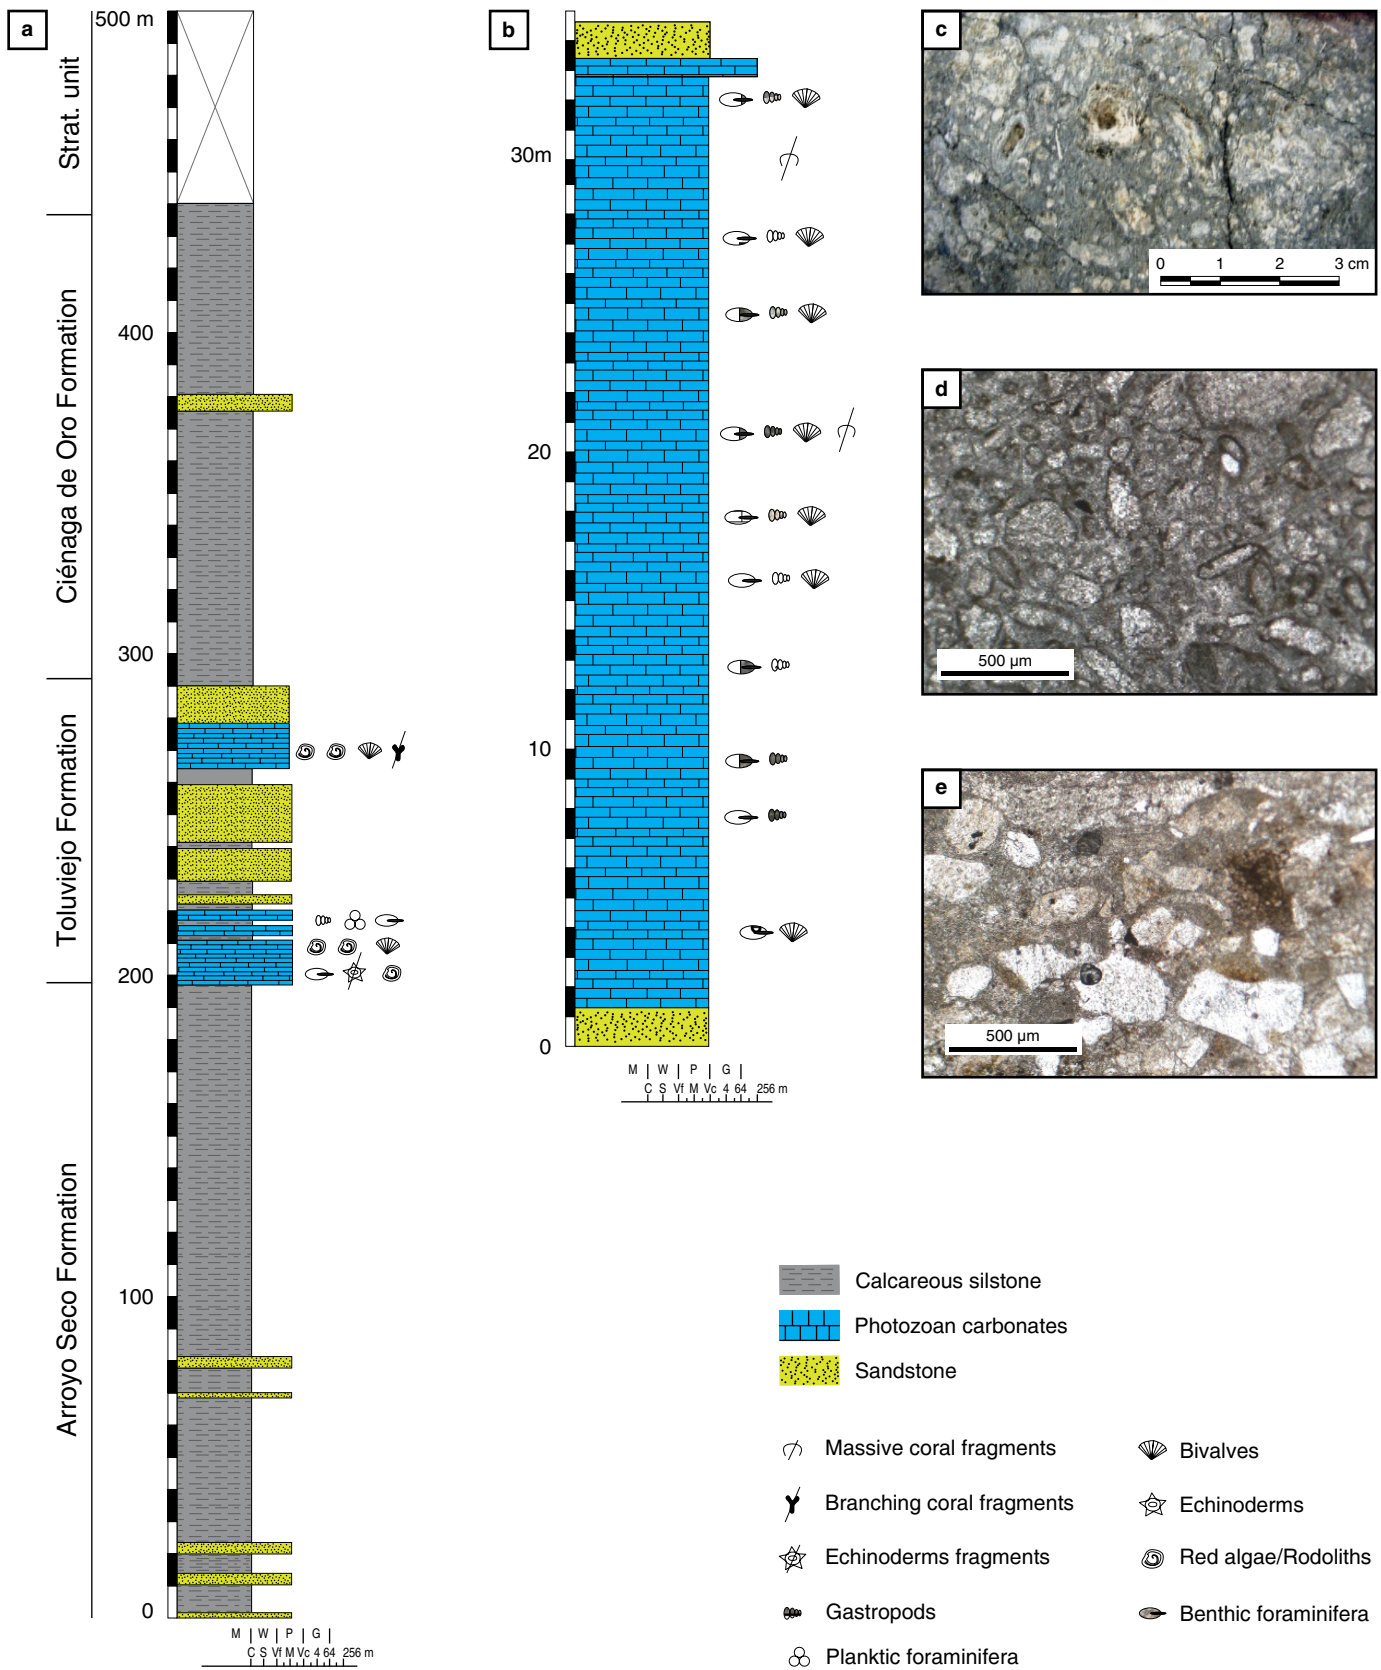 a
500 m
Strat. unit
Ciénaga de Oro Formation
400
300
Toluviejo Formation
200
Arroyo Seco Formation
100
0
M W P G
C S Vf M Vc 4 64 256 m
b
30m
20
10
0
M W P G
C S Vf M Vc 4 64 256 m
c
0 1 2 3 cm
d
500 µm
e
500 µm
Calcareous silstone
Photozoan carbonates
Sandstone
Massive coral fragments
Branching coral fragments
Echinoderms fragments
Gastropods
Planktic foraminifera
Bivalves
Echinoderms
Red algae/Rodoliths
Benthic foraminifera